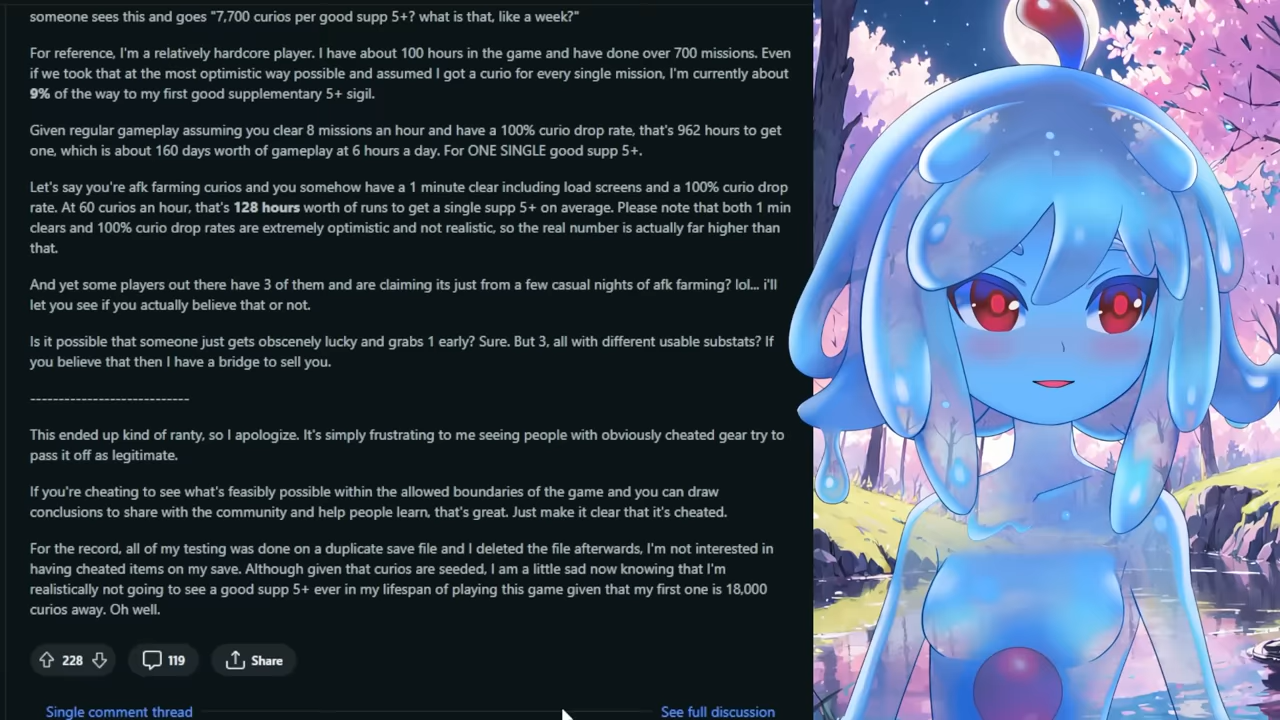 someone sees this and goes "7,700 curios per good supp 5+? what is that, like a week?"
For reference, I'm a relatively hardcore player. I have about 100 hours in the game and have done over 700 missions. Even
if we took that at the most optimistic way possible and assumed I got a curio for every single mission, I'm currently about
9% of the way to my first good supplementary 5+ sigil.
Given regular gameplay assuming you clear 8 missions an hour and have a 100% curio drop rate, that's 962 hours to get
one, which is about 160 days worth of gameplay at 6 hours a day. For ONE SINGLE good supp 5+.
Let's say you're afk farming curios and you somehow have a 1 minute clear including load screens and a 100% curio drop
rate. At 60 curios an hour, that's 128 hours worth of runs to get a single supp 5+ on average. Please note that both 1 min
clears and 100% curio drop rates are extremely optimistic and not realistic, so the real number is actually far higher than
that.
And yet some players out there have 3 of them and are claiming its just from a few casual nights of afk farming? lol... i'll
let you see if you actually believe that or not.
Is it possible that someone just gets obscenely lucky and grabs 1 early? Sure. But 3, all with different usable substats? If
you believe that then I have a bridge to sell you.
----------------------------
This ended up kind of ranty, so I apologize. It's simply frustrating to me seeing people with obviously cheated gear try to
pass it off as legitimate.
If you're cheating to see what's feasibly possible within the allowed boundaries of the game and you can draw
conclusions to share with the community and help people learn, that's great. Just make it clear that it's cheated.
For the record, all of my testing was done on a duplicate save file and I deleted the file afterwards, I'm not interested in
having cheated items on my save. Although given that curios are seeded, I am a little sad now knowing that I'm
realistically not going to see a good supp 5+ ever in my lifespan of playing this game given that my first one is 18,000
curios away. Oh well.
228 119 Share
Single comment thread See full discussion